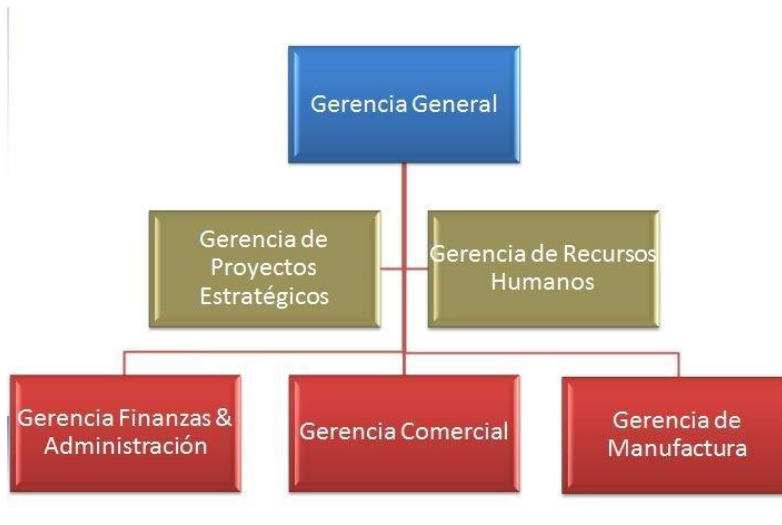 Gerencia General
Gerencia de
Proyectos
Estratégicos
Gerencia de Recursos
Humanos
Gerencia Finanzas &
Administración
Gerencia Comercial
Gerencia de
Manufactura